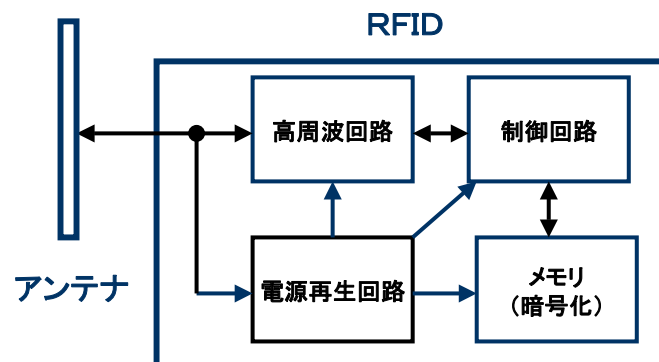 RFID
高周波回路
制御回路
アンテナ
電源再生回路
メモリ
（暗号化）